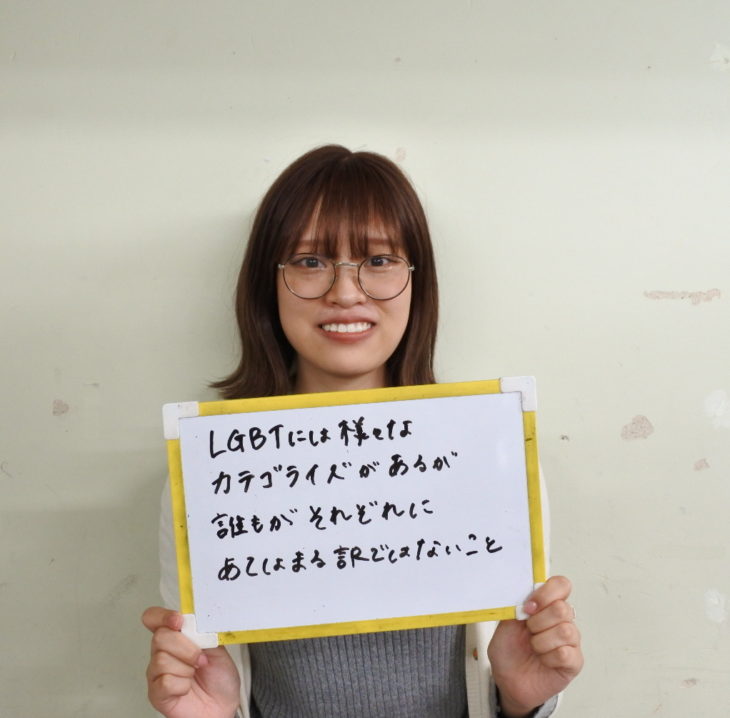 LGBTには様々な
カテゴライズがあるが
誰もがそれぞれに
あてはまる訳ではないこと